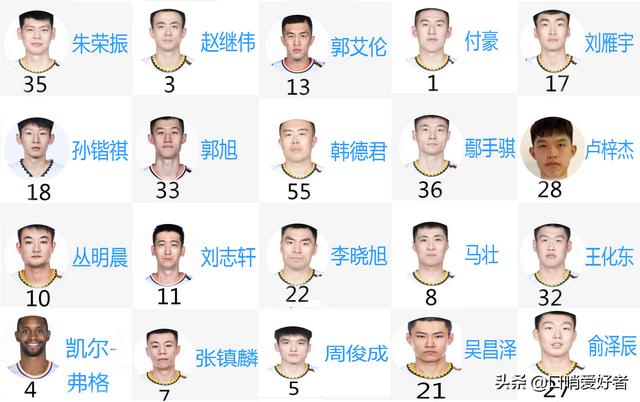 朱荣振
赵继伟
郭艾伦
付豪
刘雁宇
35
3
13
1
17
孙锴祺
郭旭
韩德君
鄢手骐
卢梓杰
18
33
55
36
28
丛明晨
刘志轩
李晓旭
马壮
王化东
10
11
22
8
32
凯尔-
弗格
张镇麟
周俊成
吴昌泽
俞泽辰
4
7
5
21
27
头条 @口哨爱好者